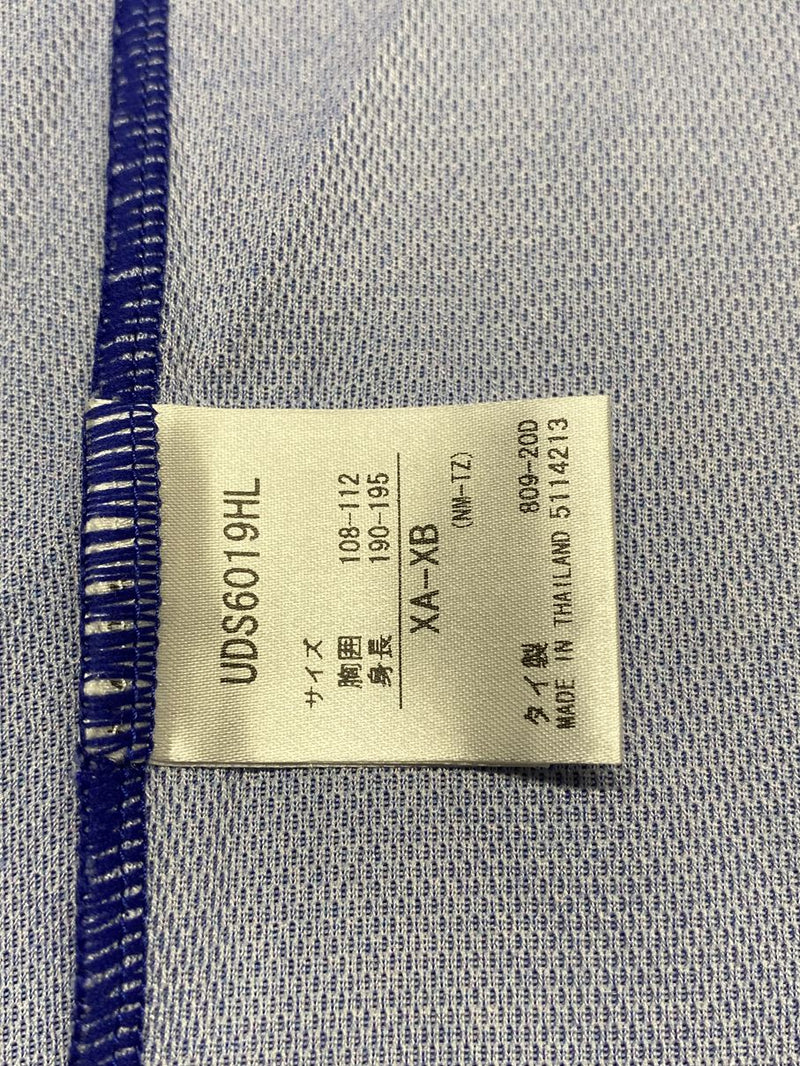 UDS6019HL
サイズ
胸囲 108-112
身長 190-195
XA-XB
(NM-TZ)
タイ製 809-20D
MADE IN THAILAND 5114213